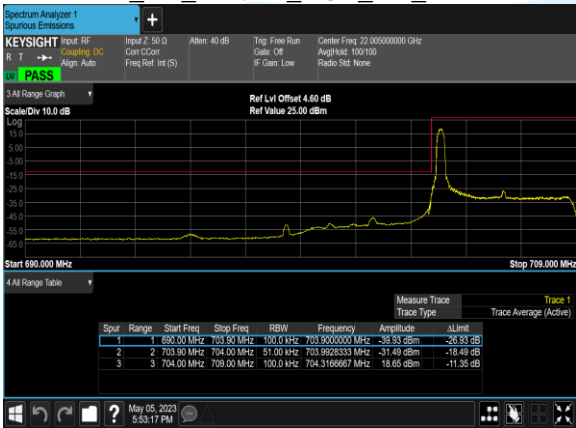 Spectrum Analyzer 1
Spurious Emissions
+
KEYSIGHT Input: RF Input Z: 50 Ω Atten: 40 dB Trig: Free Run Center Freq: 22.005000000 GHz
R T Coupling: DC Corr CCorr Gate: Off Avg|Hold: 100/100
Align: Auto Freq Ref: Int (S) IF Gain: Low Radio Std: None
PASS
3 All Range Graph
Ref Lvl Offset 4.60 dB
Scale/Div 10.0 dB Ref Value 25.00 dBm
Log
15.0
5.00
-5.00
-15.0
-25.0
-35.0
-45.0
-55.0
-65.0
Start 690.000 MHz Stop 709.000 MHz
4 All Range Table
Measure Trace Trace 1
Trace Type Trace Average (Active)
Spur Range Start Freq Stop Freq RBW Frequency Amplitude ΔLimit
1 1 690.00 MHz 703.90 MHz 100.0 kHz 703.9000000 MHz -39.93 dBm -26.93 dB
2 2 703.90 MHz 704.00 MHz 51.00 kHz 703.9928333 MHz -31.49 dBm -18.49 dB
3 3 704.00 MHz 709.00 MHz 100.0 kHz 704.3166667 MHz 18.65 dBm -11.35 dB
? May 05, 2023
5:53:17 PM